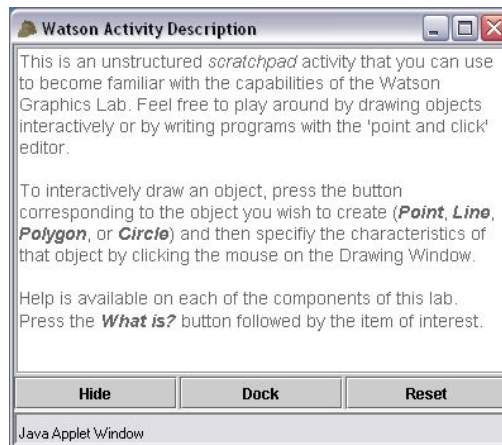 Watson Activity Description
This is an unstructured scratchpad activity that you can use
to become familiar with the capabilities of the Watson
Graphics Lab. Feel free to play around by drawing objects
interactively or by writing programs with the 'point and click'
editor.
To interactively draw an object, press the button
corresponding to the object you wish to create (Point, Line,
Polygon, or Circle) and then specifiy the characteristics of
that object by clicking the mouse on the Drawing Window.
Help is available on each of the components of this lab.
Press the What is? button followed by the item of interest.
Hide Dock Reset
Java Applet Window